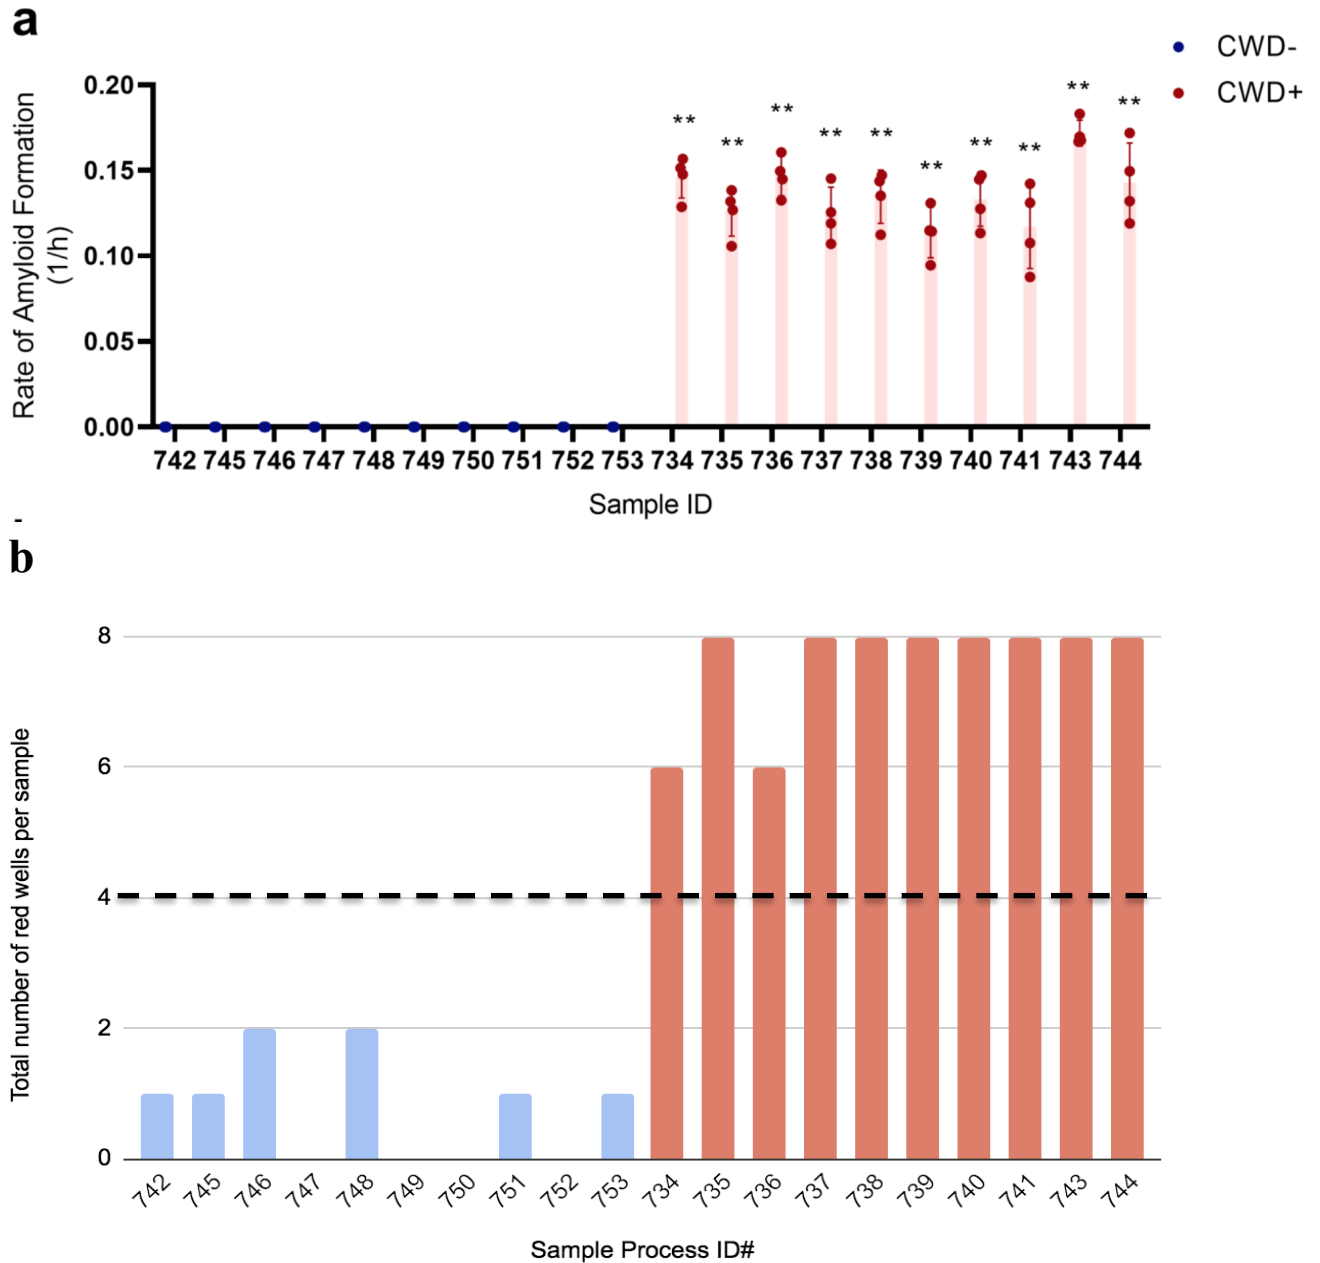 a
CWD-
CWD+
Rate of Amyloid Formation
(1/h)
0.20
0.15
0.10
0.05
0.00
** ** ** ** ** ** ** ** ** **
742 745 746 747 748 749 750 751 752 753 734 735 736 737 738 739 740 741 743 744
Sample ID
-
b
Total number of red wells per sample
8
6
4
2
0
742 745 746 747 748 749 750 751 752 753 734 735 736 737 738 739 740 741 743 744
Sample Process ID#